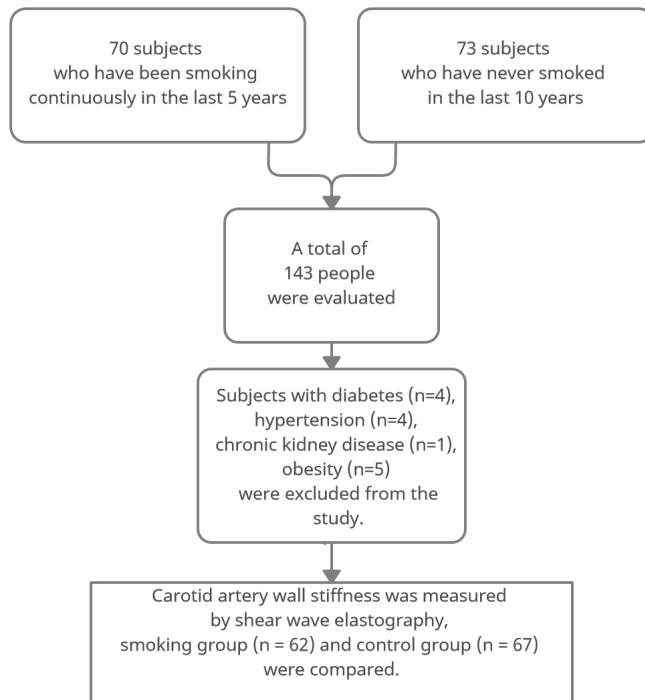 70 subjects
who have been smoking
continuously in the last 5 years
73 subjects
who have never smoked
in the last 10 years
A total of
143 people
were evaluated
Subjects with diabetes (n=4),
hypertension (n=4),
chronic kidney disease (n=1),
obesity (n=5)
were excluded from the
study.
Carotid artery wall stiffness was measured
by shear wave elastography,
smoking group (n = 62) and control group (n = 67)
were compared.